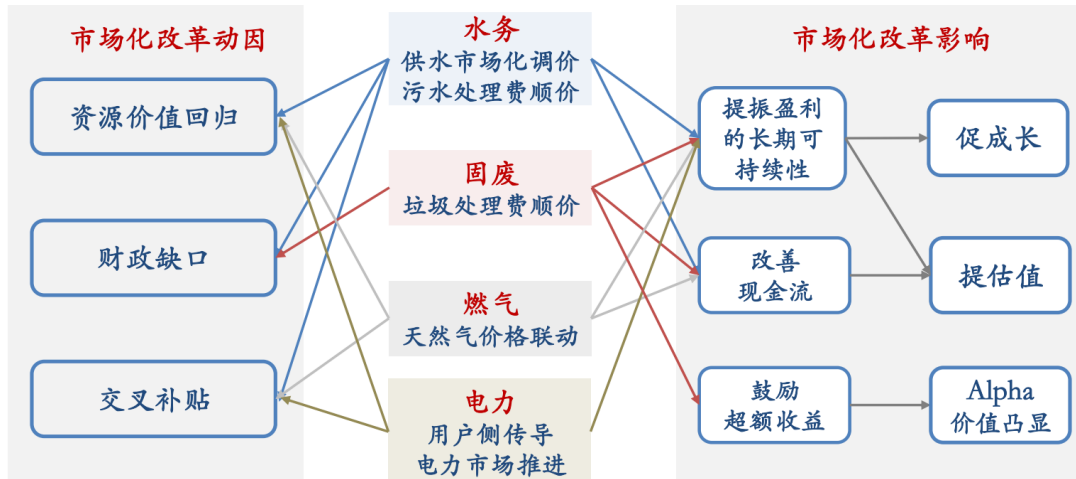 市场化改革动因
资源价值回归
财政缺口
交叉补贴
水务
供水市场化调价
污水处理费顺价
固废
垃圾处理费顺价
燃气
天然气价格联动
电力
用户侧传导
电力市场推进
市场化改革影响
提振盈利
的长期可
持续性
促成长
改善
现金流
提估值
鼓励
超额收益
Alpha
价值凸显